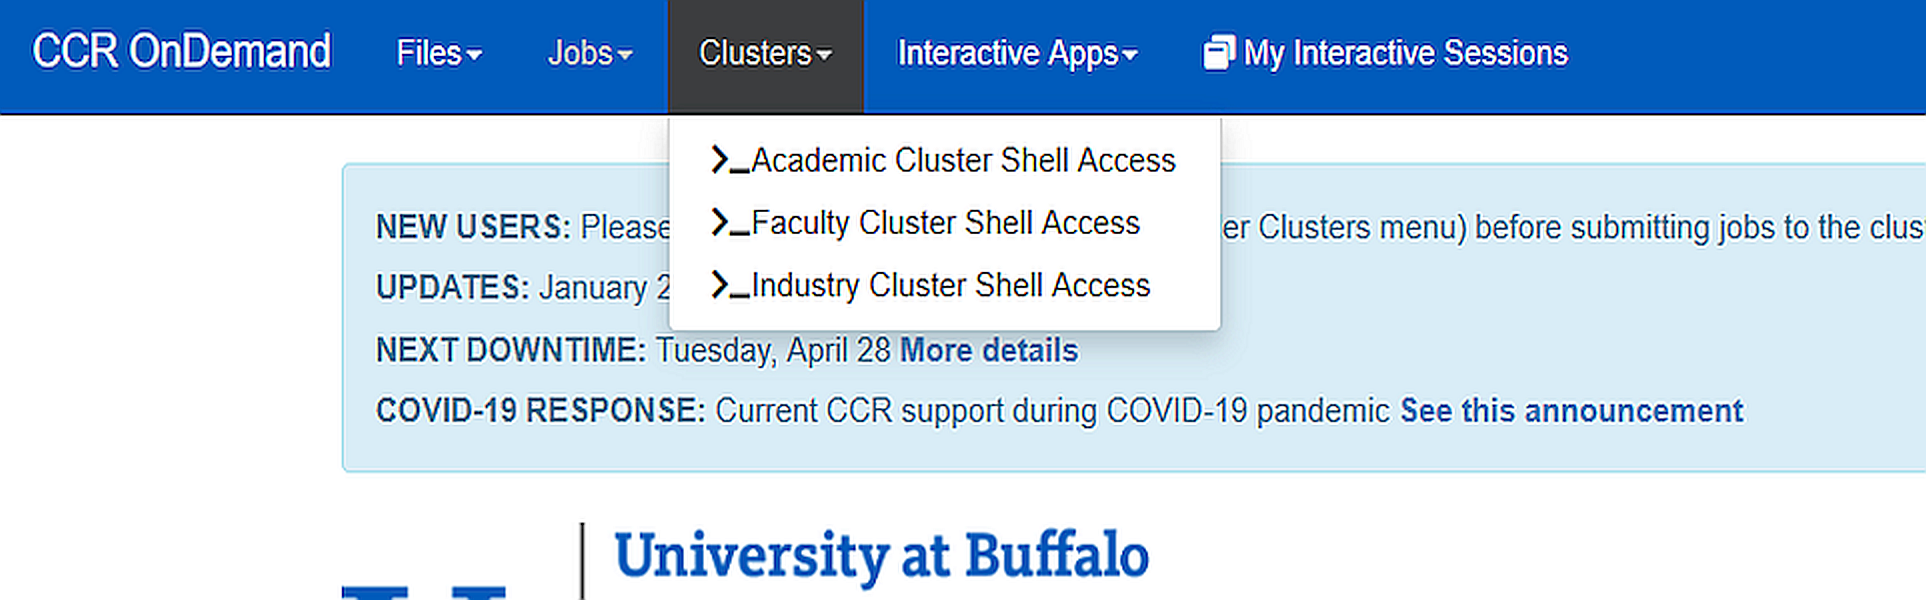 CCR OnDemand Files Jobs Clusters Interactive Apps My Interactive Sessions
>_Academic Cluster Shell Access
>_Faculty Cluster Shell Access
>_Industry Cluster Shell Access
NEW USERS: Please er Clusters menu) before submitting jobs to the clus
UPDATES: January 2
NEXT DOWNTIME: Tuesday, April 28 More details
COVID-19 RESPONSE: Current CCR support during COVID-19 pandemic See this announcement
University at Buffalo